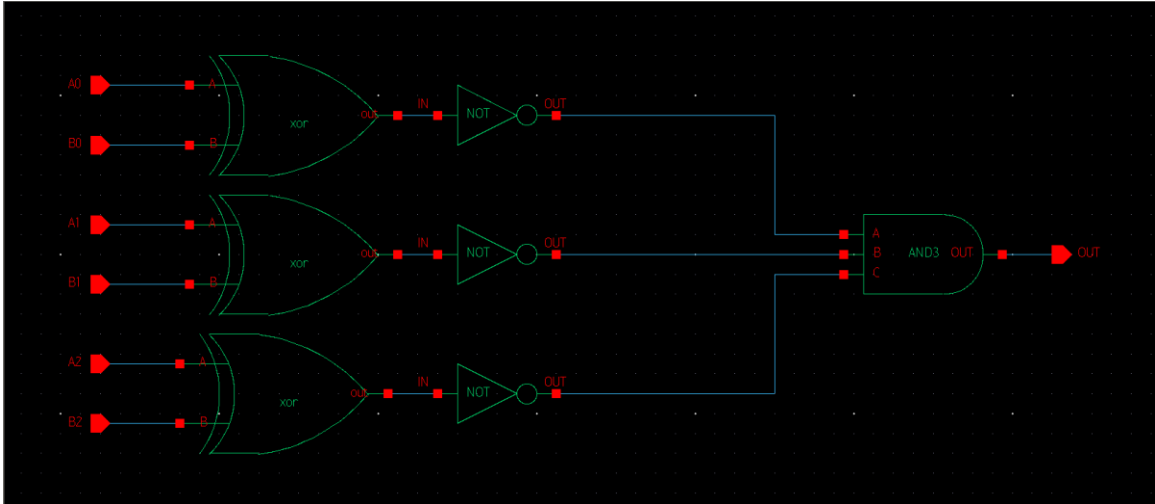 A0 A xor out IN NOT OUT
B0 B
A1 A xor out IN NOT OUT
B1 B
A AND3 OUT OUT
B
C
A2 A xor out IN NOT OUT
B2 B